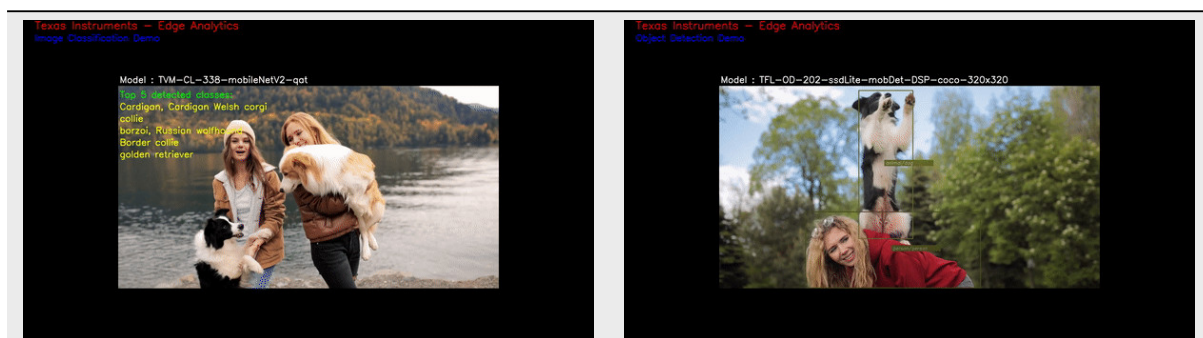 Texas Instruments - Edge Analytics
Image Classification Demo
Model : TVM-CL-338-mobileNetV2-qat
Top 5 detected classes:
Cardigan, Cardigan Welsh corgi
collie
borzoi, Russian wolfhound
Border collie
golden retriever
Texas Instruments - Edge Analytics
Object Detection Demo
Model : TFL-OD-202-ssdLite-mobDet-DSP-coco-320x320